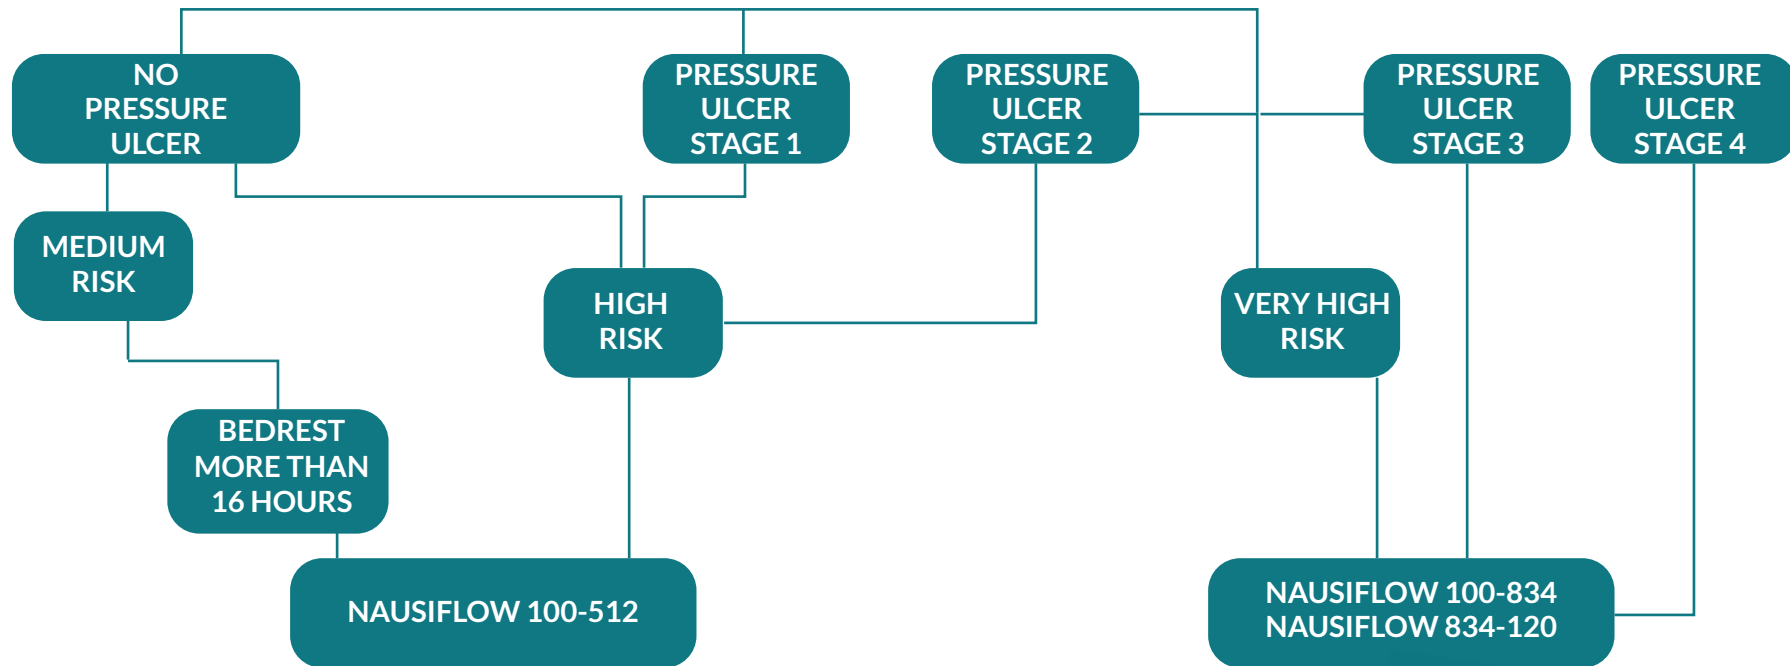 NO
PRESSURE
ULCER
PRESSURE
ULCER
STAGE 1
PRESSURE
ULCER
STAGE 2
PRESSURE
ULCER
STAGE 3
PRESSURE
ULCER
STAGE 4
MEDIUM
RISK
HIGH
RISK
VERY HIGH
RISK
BEDREST
MORE THAN
16 HOURS
NAUSIFLOW 100-512
NAUSIFLOW 100-834
NAUSIFLOW 834-120